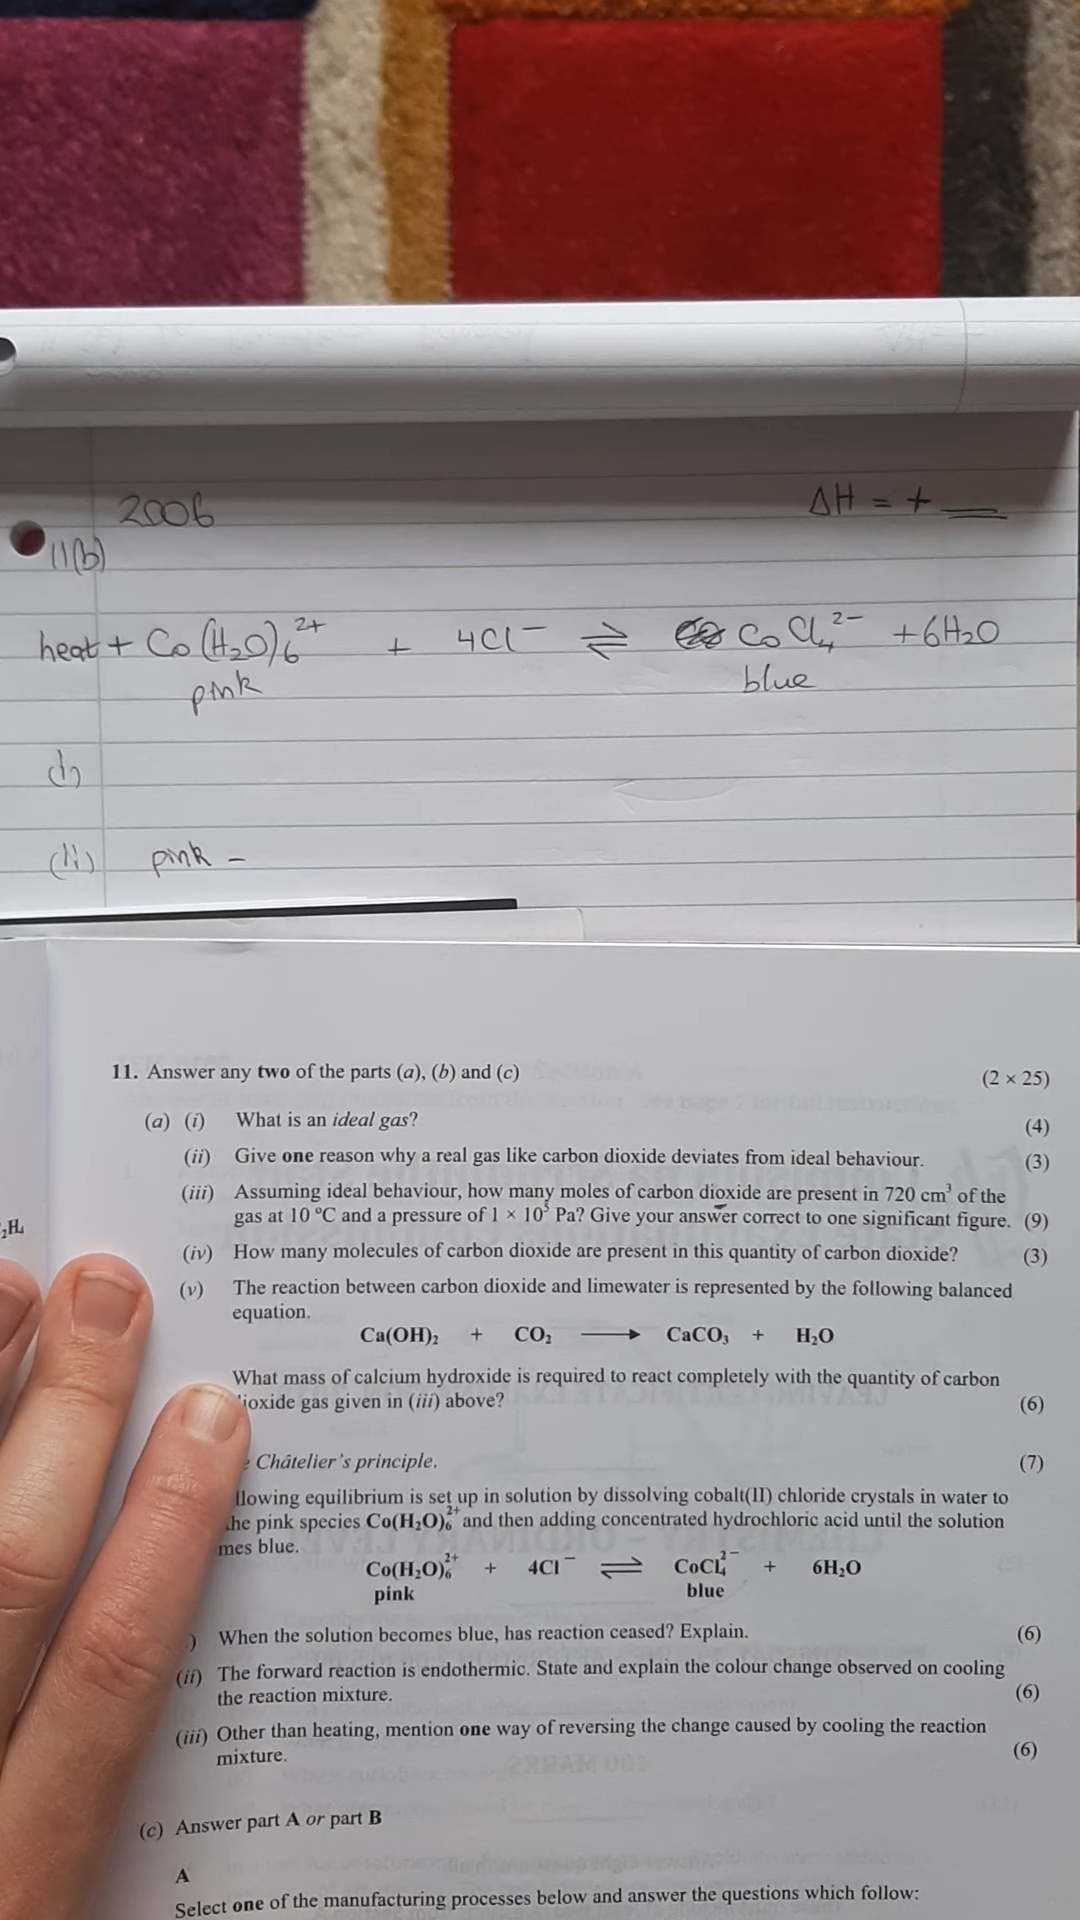 2006
ΔH = + __
11(b)
heat + Co(H₂O)₆²⁺ + 4Cl⁻ ⇌ CoCl₄²⁻ + 6H₂O
pink blue
(i)
(ii) pink -
11. Answer any two of the parts (a), (b) and (c) (2 × 25)
(a) (i) What is an ideal gas? (4)
(ii) Give one reason why a real gas like carbon dioxide deviates from ideal behaviour. (3)
(iii) Assuming ideal behaviour, how many moles of carbon dioxide are present in 720 cm³ of the
gas at 10 °C and a pressure of 1 × 10⁵ Pa? Give your answer correct to one significant figure. (9)
(iv) How many molecules of carbon dioxide are present in this quantity of carbon dioxide? (3)
(v) The reaction between carbon dioxide and limewater is represented by the following balanced
equation.
Ca(OH)₂ + CO₂ ⟶ CaCO₃ + H₂O
What mass of calcium hydroxide is required to react completely with the quantity of carbon
ioxide gas given in (iii) above? (6)
Châtelier's principle. (7)
llowing equilibrium is set up in solution by dissolving cobalt(II) chloride crystals in water to
he pink species Co(H₂O)₆²⁺ and then adding concentrated hydrochloric acid until the solution
mes blue.
Co(H₂O)₆²⁺ + 4Cl⁻ ⇌ CoCl₄²⁻ + 6H₂O
pink blue
) When the solution becomes blue, has reaction ceased? Explain. (6)
(ii) The forward reaction is endothermic. State and explain the colour change observed on cooling
the reaction mixture. (6)
(iii) Other than heating, mention one way of reversing the change caused by cooling the reaction
mixture. (6)
(c) Answer part A or part B
A
Select one of the manufacturing processes below and answer the questions which follow: